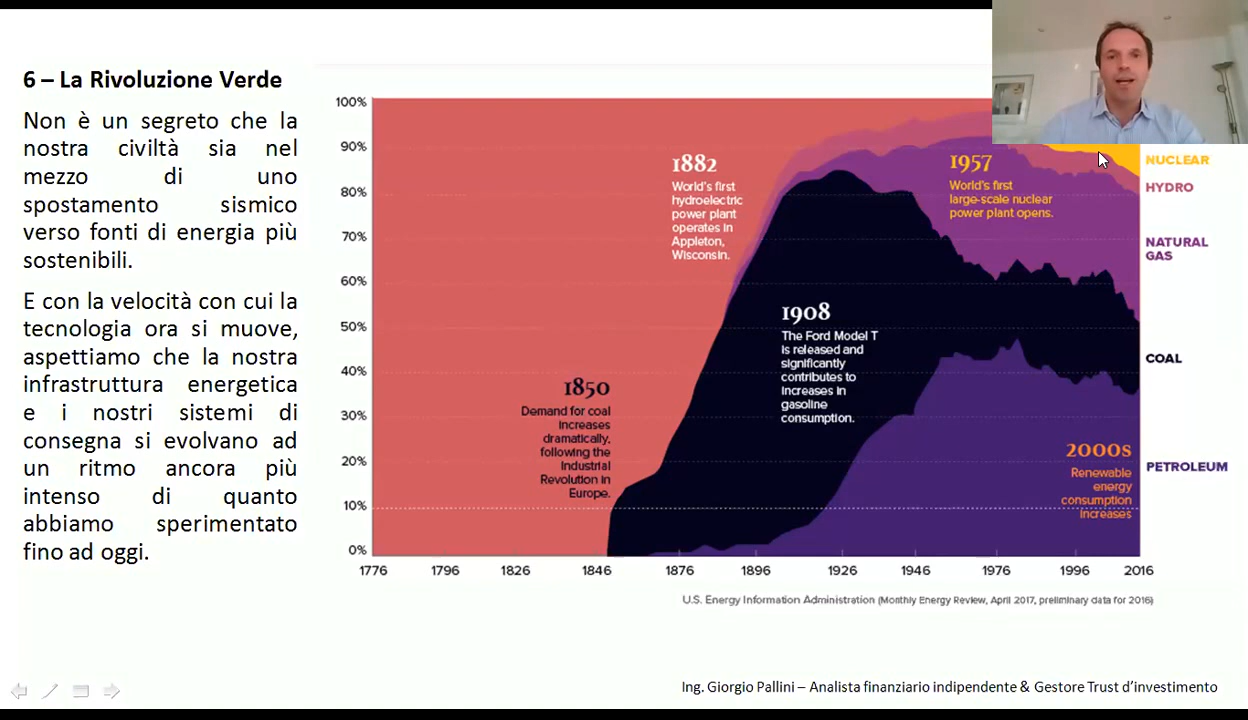 6 – La Rivoluzione Verde
Non è un segreto che la
nostra civiltà sia nel
mezzo di uno
spostamento sismico
verso fonti di energia più
sostenibili.
E con la velocità con cui la
tecnologia ora si muove,
aspettiamo che la nostra
infrastruttura energetica
e i nostri sistemi di
consegna si evolvano ad
un ritmo ancora più
intenso di quanto
abbiamo sperimentato
fino ad oggi.
100%
90%
80%
70%
60%
50%
40%
30%
20%
10%
0%
1850
Demand for coal
increases
dramatically,
following the
Industrial
Revolution in
Europe.
1882
World's first
hydroelectric
power plant
operates in
Appleton,
Wisconsin.
1908
The Ford Model T
is released and
significantly
contributes to
increases in
gasoline
consumption.
1957
World's first
large-scale nuclear
power plant opens.
2000s
Renewable
energy
consumption
increases
NUCLEAR
HYDRO
NATURAL
GAS
COAL
PETROLEUM
1776 1796 1826 1846 1876 1896 1926 1946 1976 1996 2016
U.S. Energy Information Administration (Monthly Energy Review, April 2017, preliminary data for 2016)
Ing. Giorgio Pallini – Analista finanziario indipendente & Gestore Trust d'investimento